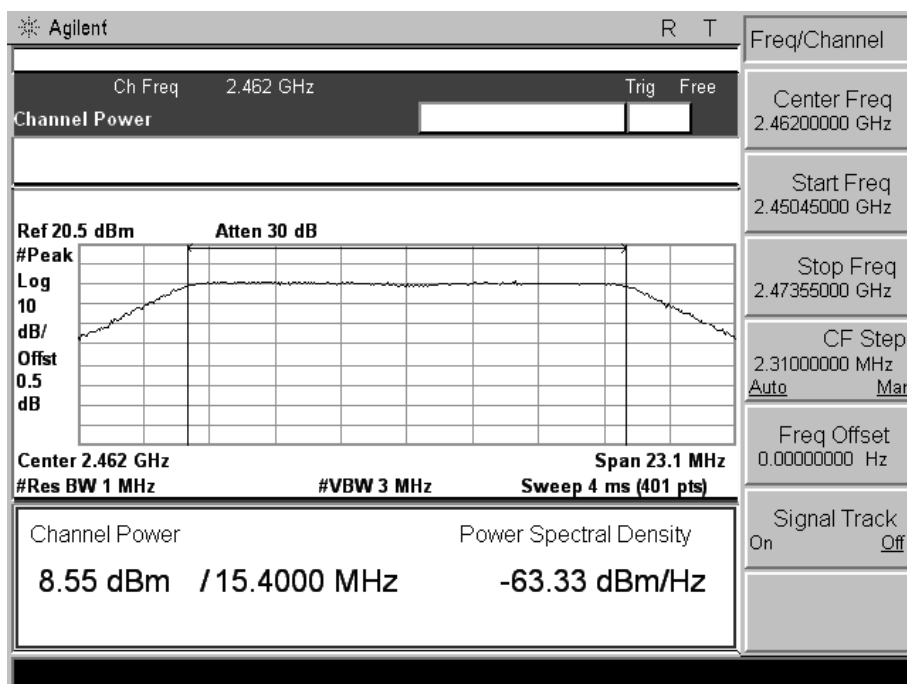 Agilent R T
Ch Freq 2.462 GHz Trig Free
Channel Power
Ref 20.5 dBm Atten 30 dB
#Peak
Log
10
dB/
Offst
0.5
dB
Center 2.462 GHz Span 23.1 MHz
#Res BW 1 MHz #VBW 3 MHz Sweep 4 ms (401 pts)
Channel Power Power Spectral Density
8.55 dBm /15.4000 MHz -63.33 dBm/Hz
Freq/Channel
Center Freq
2.46200000 GHz
Start Freq
2.45045000 GHz
Stop Freq
2.47355000 GHz
CF Step
2.31000000 MHz
Auto Mar
Freq Offset
0.00000000 Hz
Signal Track
On Off